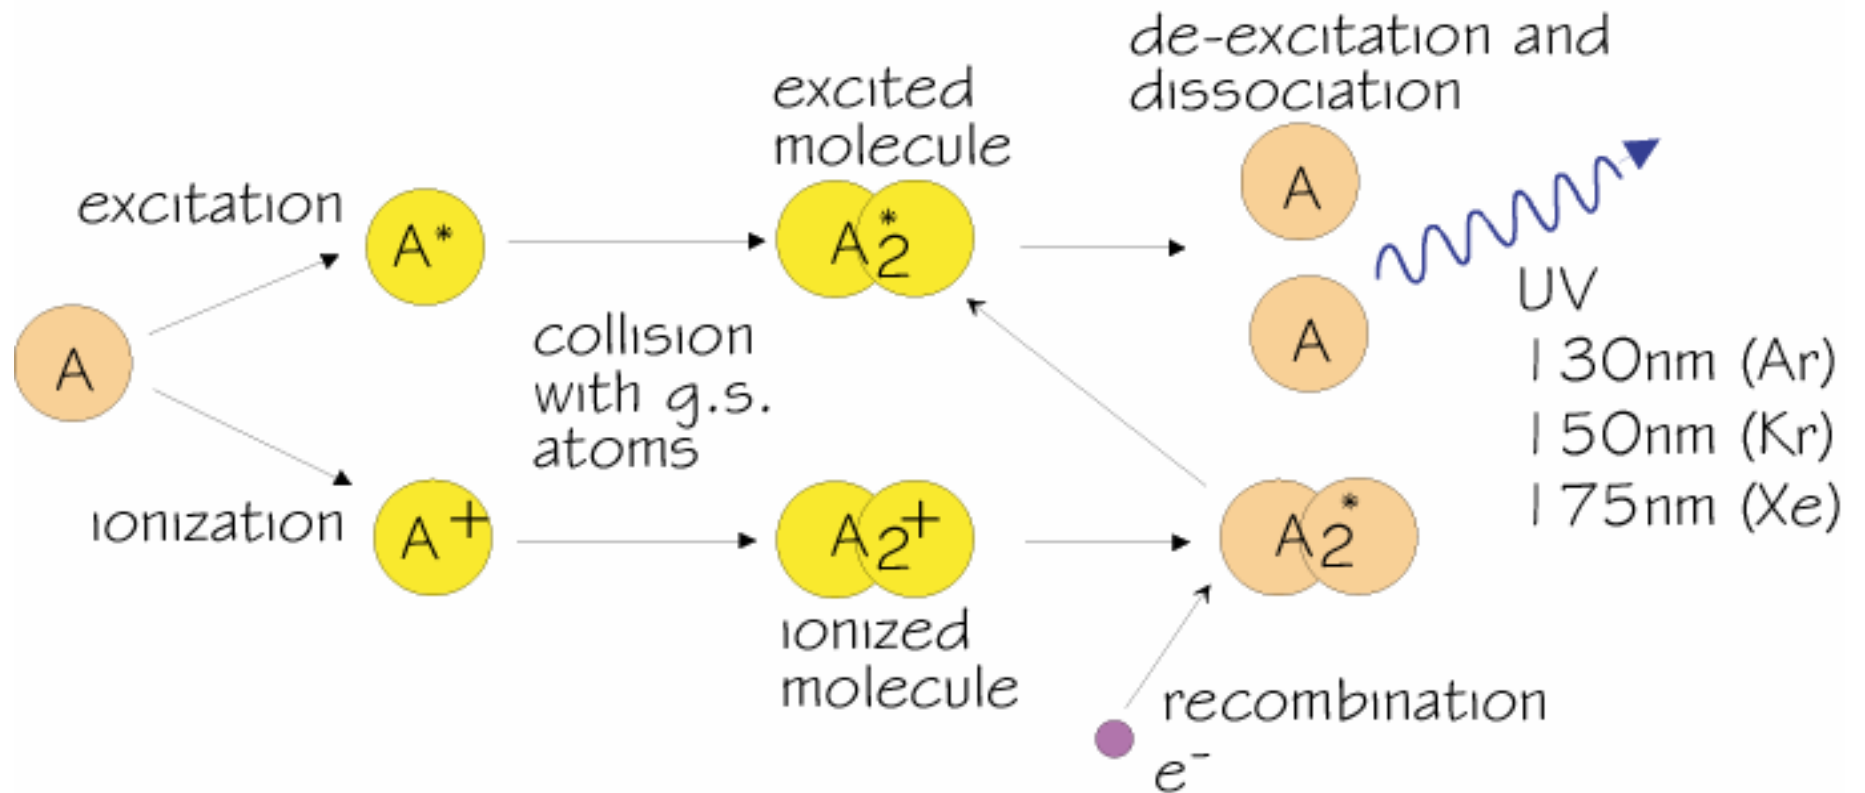 de-excitation and
dissociation
excited
molecule
A
excitation
A*
A2*
A
UV
130nm (Ar)
150nm (Kr)
175nm (Xe)
A
collision
with g.s.
atoms
ionization
A+
A2+
A2*
ionized
molecule
recombination
e-